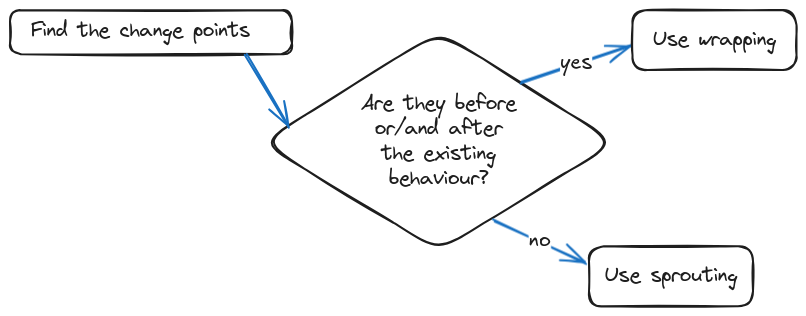 Find the change points
Use wrapping
yes
Are they before
or/and after
the existing
behaviour?
no
Use sprouting